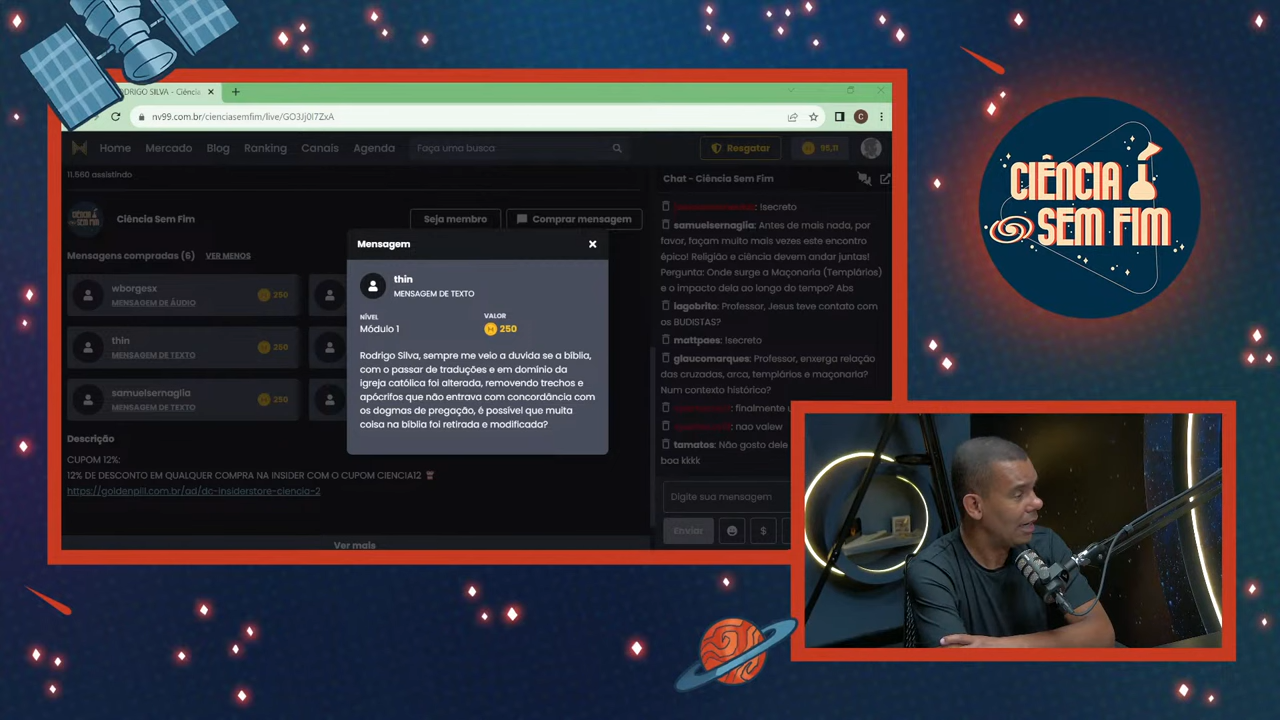 RODRIGO SILVA - Ciência
nv99.com.br/cienciasemfim/live/GO3Jj0I7ZxA
Home Mercado Blog Ranking Canais Agenda
Faça uma busca
Resgatar
95,11
11.560 assistindo
Chat - Ciência Sem Fim
Ciência Sem Fim
Seja membro
Comprar mensagem
Mensagens compradas (6) VER MENOS
wborgesx
MENSAGEM DE ÁUDIO
250
thin
MENSAGEM DE TEXTO
250
samuelsernaglia
MENSAGEM DE TEXTO
250
Descrição
CUPOM 12%:
12% DE DESCONTO EM QUALQUER COMPRA NA INSIDER COM O CUPOM CIENCIA12
https://goldenpill.com.br/ad/dc-insiderstore-ciencia-2
Ver mais
Mensagem
thin
MENSAGEM DE TEXTO
NÍVEL
Módulo 1
VALOR
250
Rodrigo Silva, sempre me veio a duvida se a bíblia,
com o passar de traduções e em domínio da
igreja católica foi alterada, removendo trechos e
apócrifos que não entrava com concordância com
os dogmas de pregação, é possível que muita
coisa na bíblia foi retirada e modificada?
!secreto
samuelsernaglia: Antes de mais nada, por
favor, façam muito mais vezes este encontro
épico! Religião e ciência devem andar juntas!
Pergunta: Onde surge a Maçonaria (Templários)
e o impacto dela ao longo do tempo? Abs
iagobrito: Professor, Jesus teve contato com
os BUDISTAS?
mattpaes: !secreto
glaucomarques: Professor, enxerga relação
das cruzadas, arca, templários e maçonaria?
Num contexto histórico?
finalmente
nao valew
tamatos: Não gosto dele
boa kkkk
Digite sua mensagem
Enviar
CIÊNCIA
SEM FIM